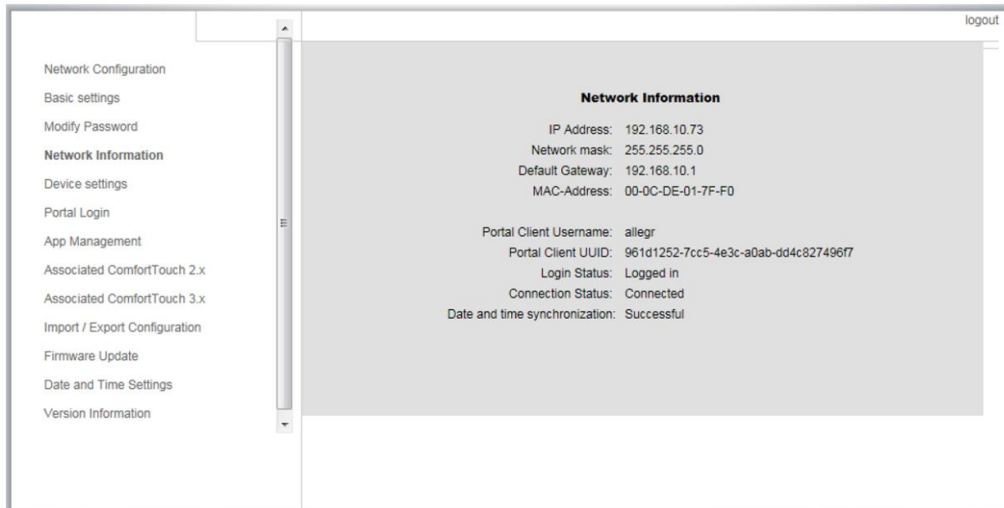 logout
Network Configuration
Basic settings
Modify Password
Network Information
Device settings
Portal Login
App Management
Associated ComfortTouch 2.x
Associated ComfortTouch 3.x
Import / Export Configuration
Firmware Update
Date and Time Settings
Version Information
Network Information
IP Address: 192.168.10.73
Network mask: 255.255.255.0
Default Gateway: 192.168.10.1
MAC-Address: 00-0C-DE-01-7F-F0
Portal Client Username: allegr
Portal Client UUID: 961d1252-7cc5-4e3c-a0ab-dd4c827496f7
Login Status: Logged in
Connection Status: Connected
Date and time synchronization: Successful